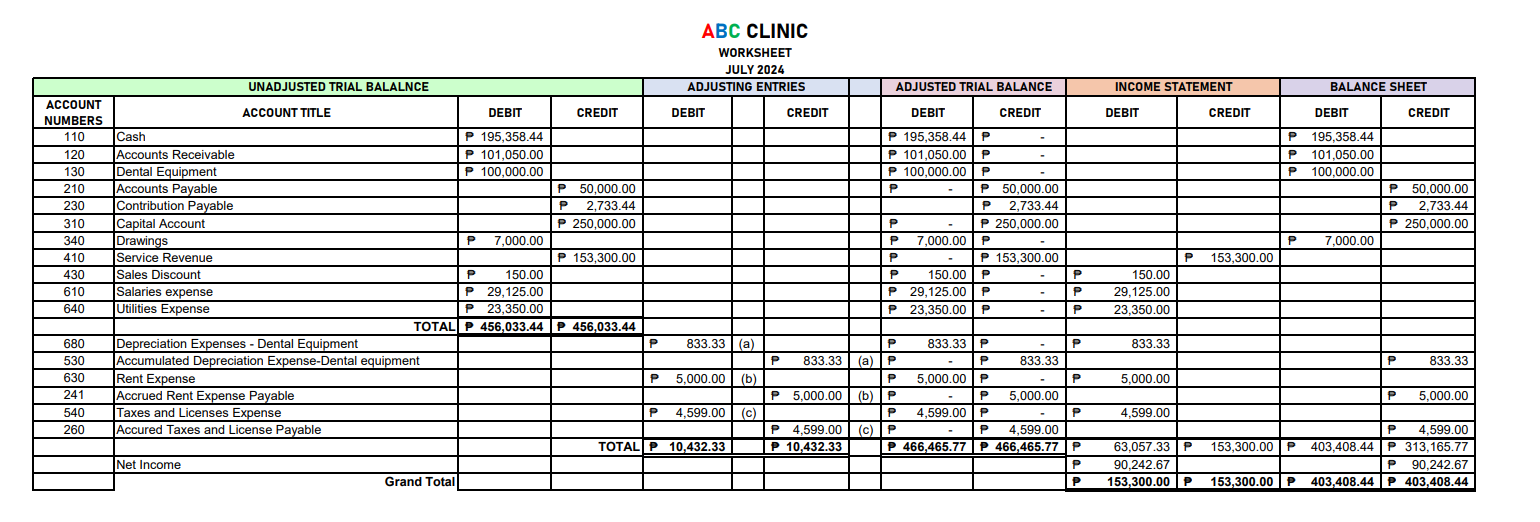 ABC CLINIC
WORKSHEET
JULY 2024
UNADJUSTED TRIAL BALALNCE ADJUSTING ENTRIES ADJUSTED TRIAL BALANCE INCOME STATEMENT BALANCE SHEET
ACCOUNT NUMBERS ACCOUNT TITLE DEBIT CREDIT DEBIT CREDIT DEBIT CREDIT DEBIT CREDIT DEBIT CREDIT
110 Cash ₱ 195,358.44 ₱ 195,358.44 ₱ - ₱ 195,358.44
120 Accounts Receivable ₱ 101,050.00 ₱ 101,050.00 ₱ - ₱ 101,050.00
130 Dental Equipment ₱ 100,000.00 ₱ 100,000.00 ₱ - ₱ 100,000.00
210 Accounts Payable ₱ 50,000.00 ₱ - ₱ 50,000.00 ₱ 50,000.00
230 Contribution Payable ₱ 2,733.44 ₱ 2,733.44 ₱ 2,733.44
310 Capital Account ₱ 250,000.00 ₱ - ₱ 250,000.00 ₱ 250,000.00
340 Drawings ₱ 7,000.00 ₱ 7,000.00 ₱ - ₱ 7,000.00
410 Service Revenue ₱ 153,300.00 ₱ - ₱ 153,300.00 ₱ 153,300.00
430 Sales Discount ₱ 150.00 ₱ 150.00 ₱ - ₱ 150.00
610 Salaries expense ₱ 29,125.00 ₱ 29,125.00 ₱ - ₱ 29,125.00
640 Utilities Expense ₱ 23,350.00 ₱ 23,350.00 ₱ - ₱ 23,350.00
TOTAL ₱ 456,033.44 ₱ 456,033.44
680 Depreciation Expenses - Dental Equipment ₱ 833.33 (a) ₱ 833.33 ₱ - ₱ 833.33
530 Accumulated Depreciation Expense-Dental equipment ₱ 833.33 (a) ₱ - ₱ 833.33 ₱ 833.33
630 Rent Expense ₱ 5,000.00 (b) ₱ 5,000.00 ₱ - ₱ 5,000.00
241 Accrued Rent Expense Payable ₱ 5,000.00 (b) ₱ - ₱ 5,000.00 ₱ 5,000.00
540 Taxes and Licenses Expense ₱ 4,599.00 (c) ₱ 4,599.00 ₱ - ₱ 4,599.00
260 Accured Taxes and License Payable ₱ 4,599.00 (c) ₱ - ₱ 4,599.00 ₱ 4,599.00
TOTAL ₱ 10,432.33 ₱ 10,432.33 ₱ 466,465.77 ₱ 466,465.77 ₱ 63,057.33 ₱ 153,300.00 ₱ 403,408.44 ₱ 313,165.77
Net Income ₱ 90,242.67 ₱ 90,242.67
Grand Total ₱ 153,300.00 ₱ 153,300.00 ₱ 403,408.44 ₱ 403,408.44